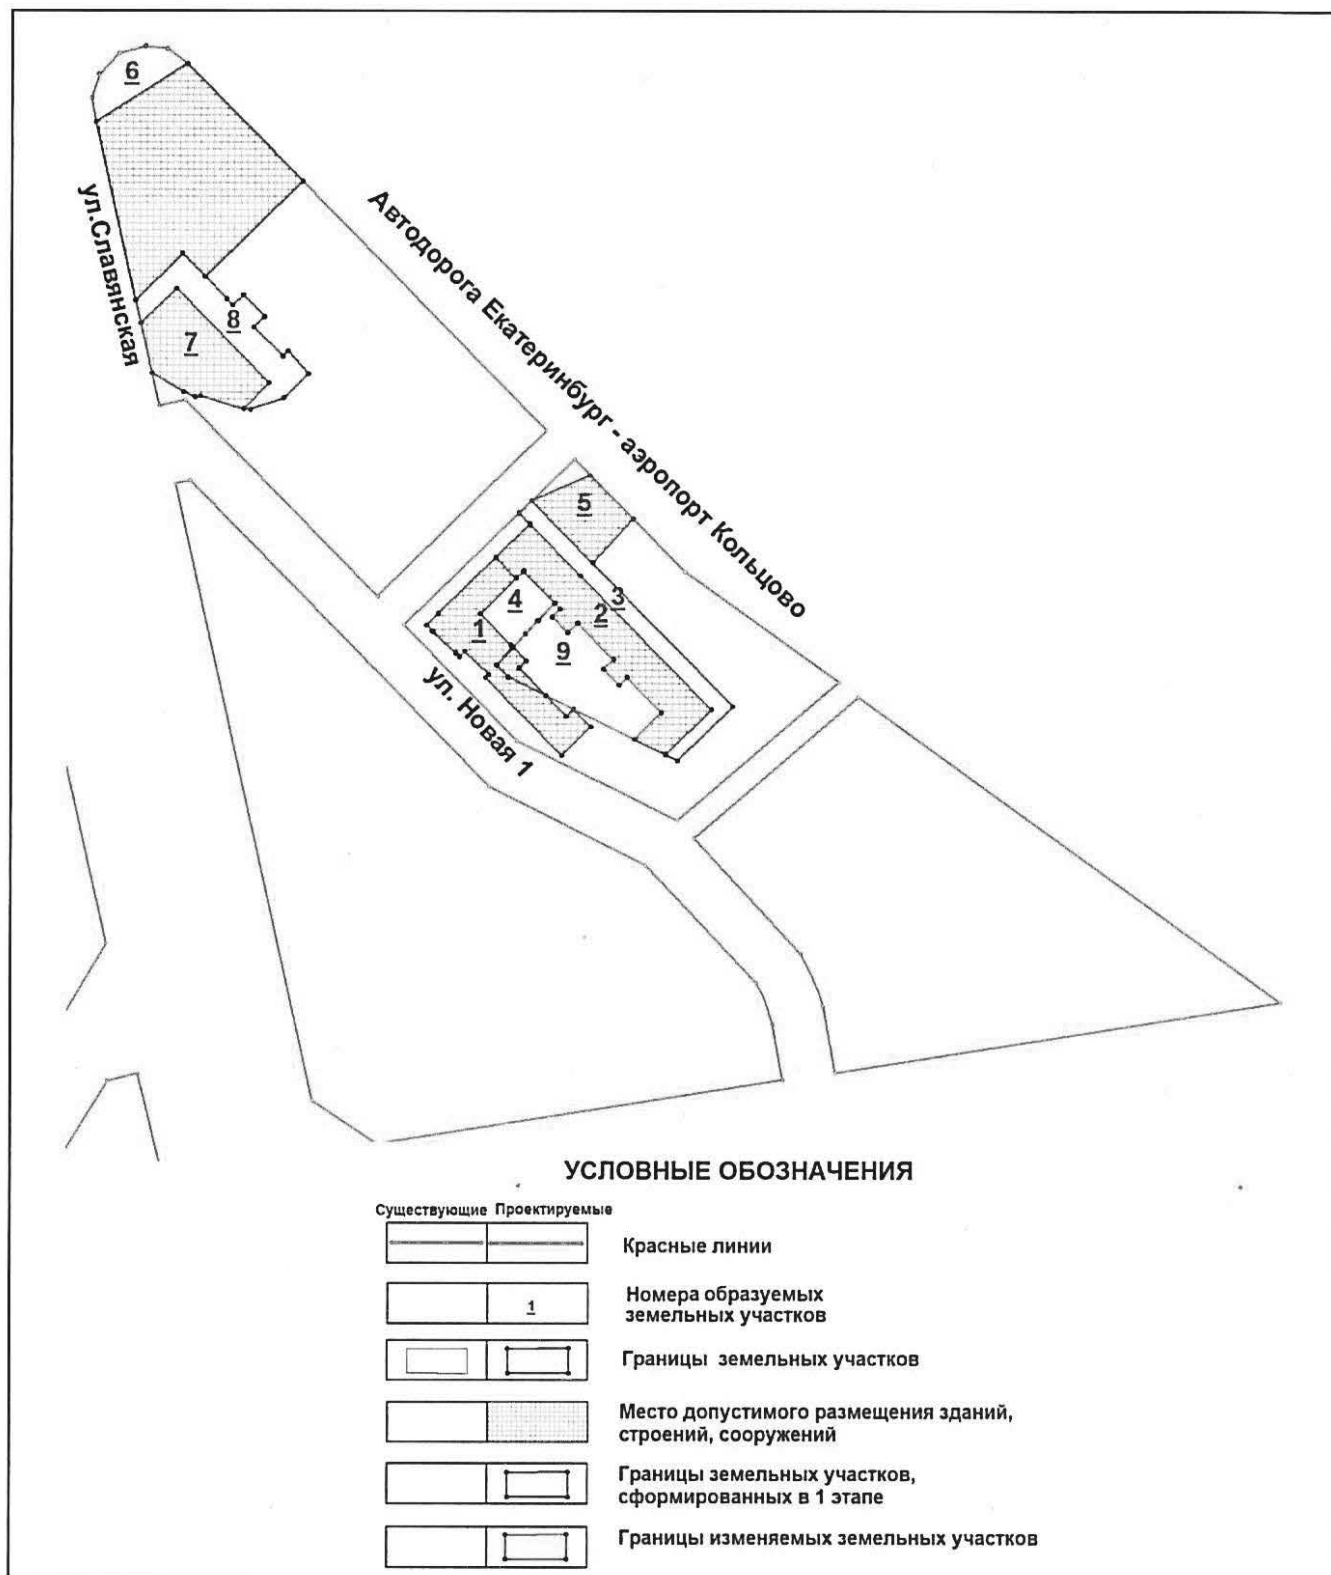 6
ул.Славянская
Автодорога Екатеринбург - аэропорт Кольцово
8
7
5
3
4
2
1
9
ул. Новая 1
УСЛОВНЫЕ ОБОЗНАЧЕНИЯ
Существующие Проектируемые
Красные линии
1
Номера образуемых
земельных участков
Границы земельных участков
Место допустимого размещения зданий,
строений, сооружений
Границы земельных участков,
сформированных в 1 этапе
Границы изменяемых земельных участков